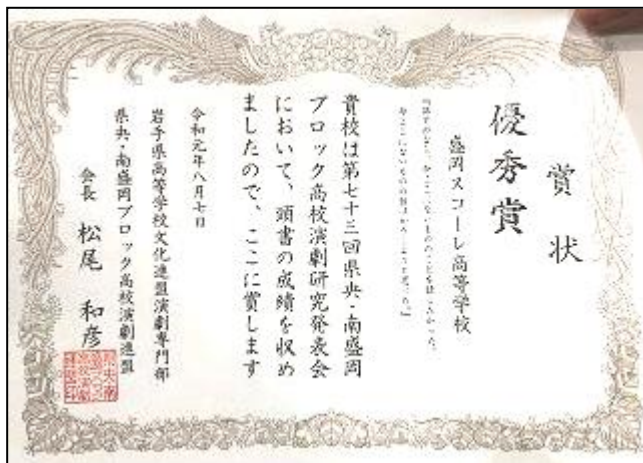 賞状
優秀賞
盛岡スコーレ高等学校
貴校は第七十三回県央・南盛岡
ブロック高校演劇研究発表会
において、頭書の成績を収め
ましたので、ここに賞します
令和元年八月七日
岩手県高等学校文化連盟演劇専門部
県央・南盛岡ブロック高校演劇連盟
会長 松尾 和彦